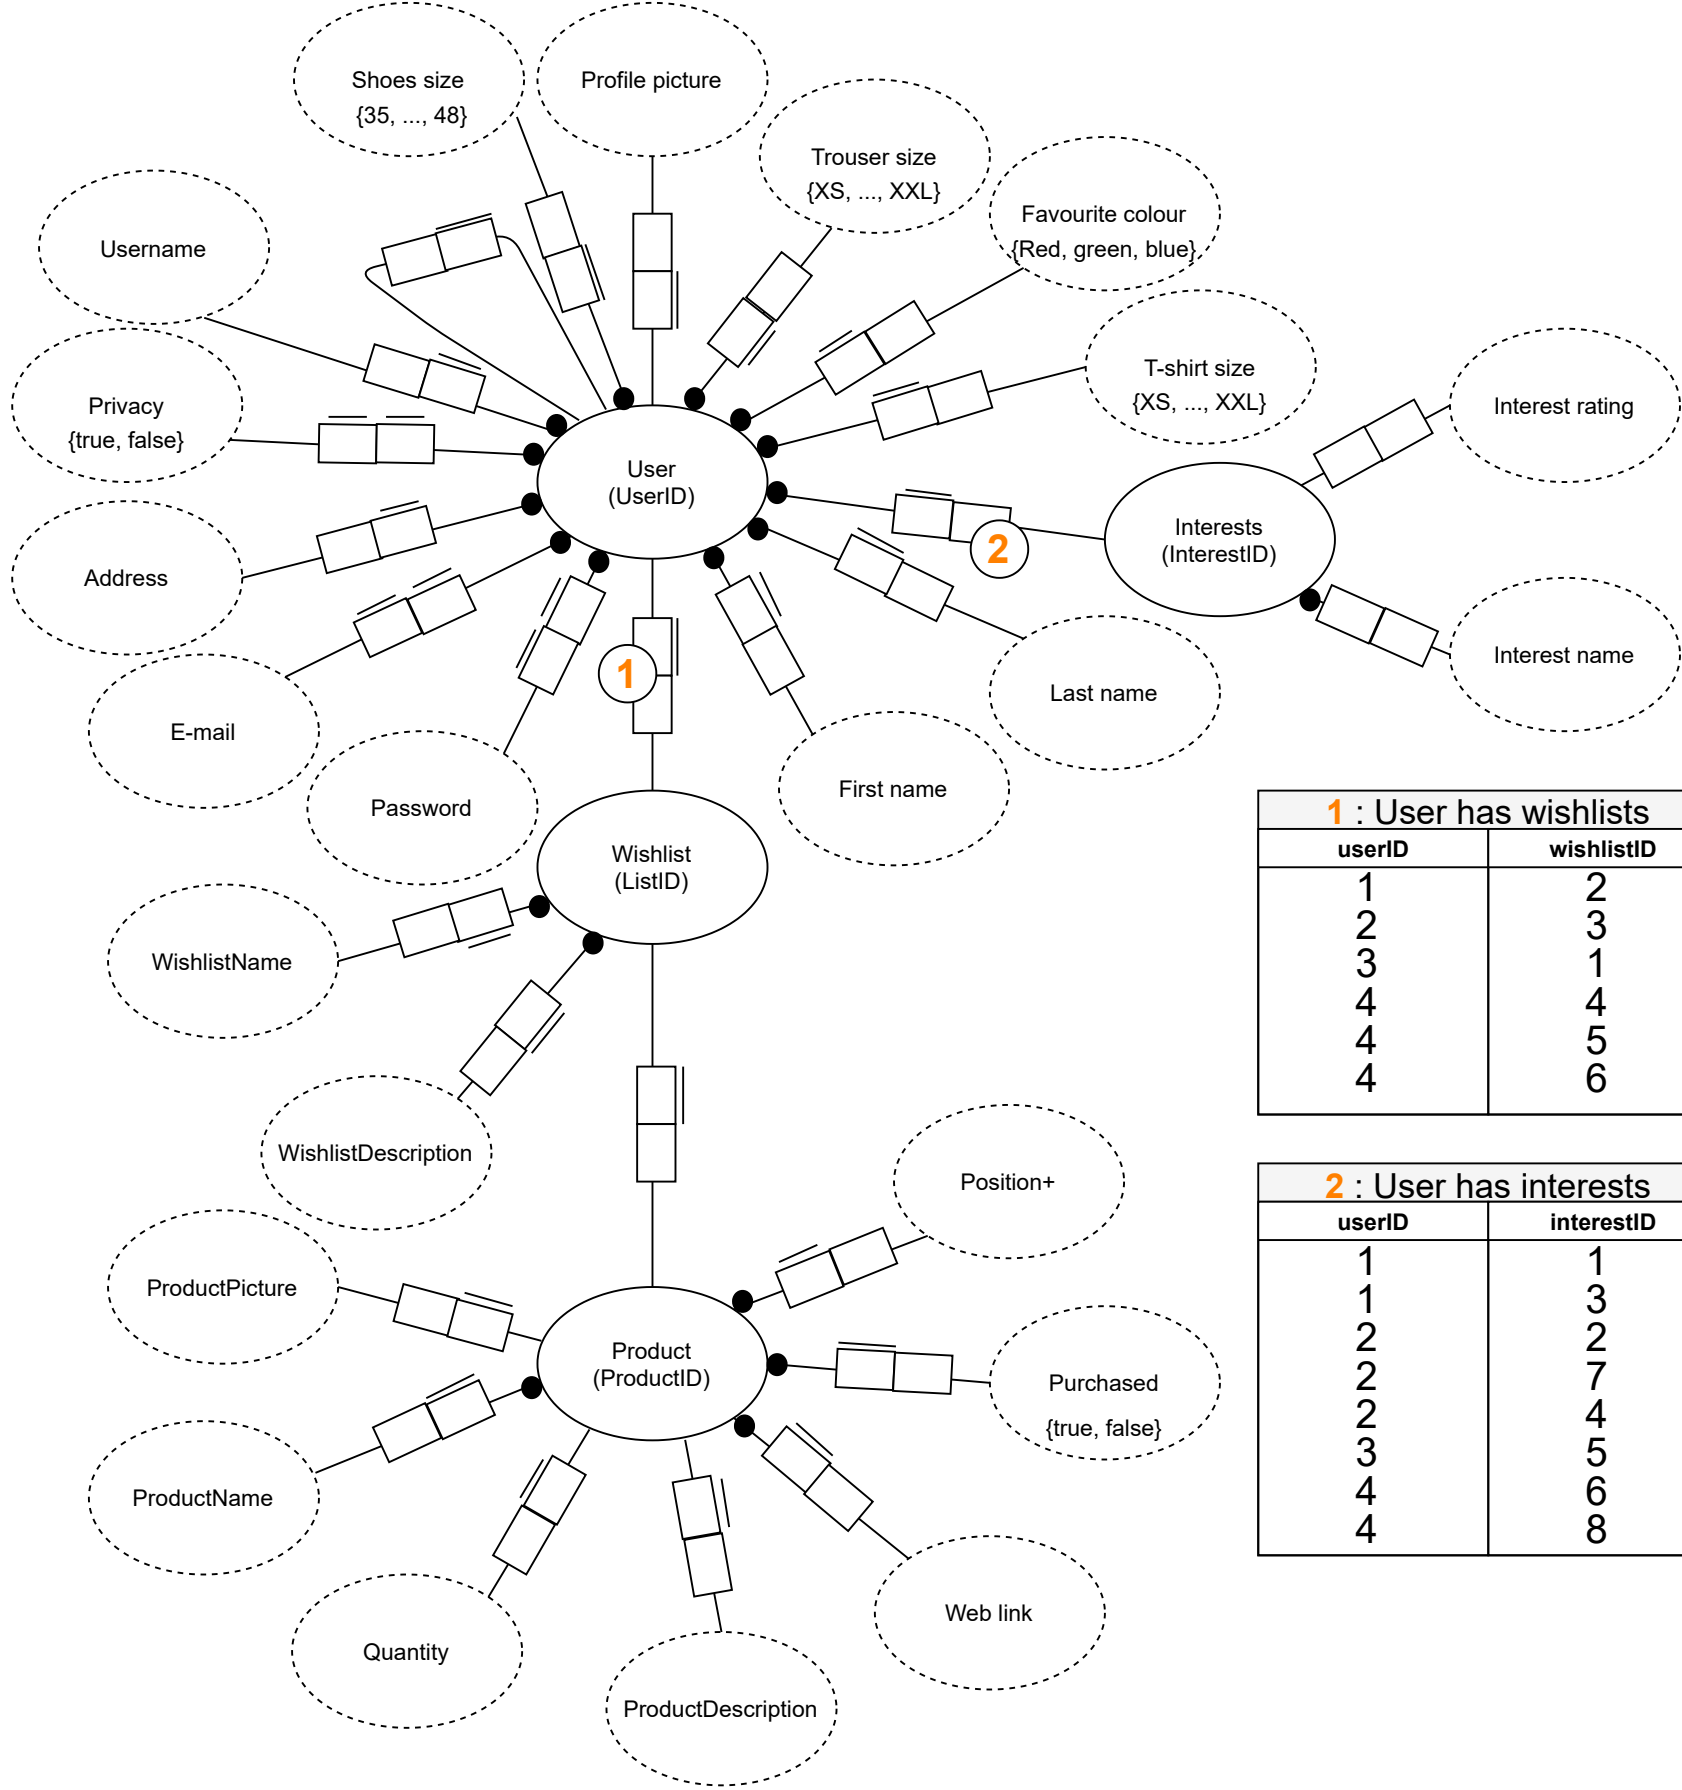 Shoes size
{35, ..., 48}
Profile picture
Trouser size
{XS, ..., XXL}
Favourite colour
{Red, green, blue}
Username
T-shirt size
{XS, ..., XXL}
Privacy
{true, false}
Interest rating
User
(UserID)
Interests
(InterestID)
2
Address
Interest name
E-mail
1
Last name
Password
First name
Wishlist
(ListID)
WishlistName
WishlistDescription
Position+
ProductPicture
Product
(ProductID)
Purchased
{true, false}
ProductName
Quantity
ProductDescription
Web link
1 : User has wishlists
userID wishlistID
1 2
2 3
3 1
4 4
4 5
4 6
2 : User has interests
userID interestID
1 1
1 3
2 2
2 7
2 4
3 5
4 6
4 8